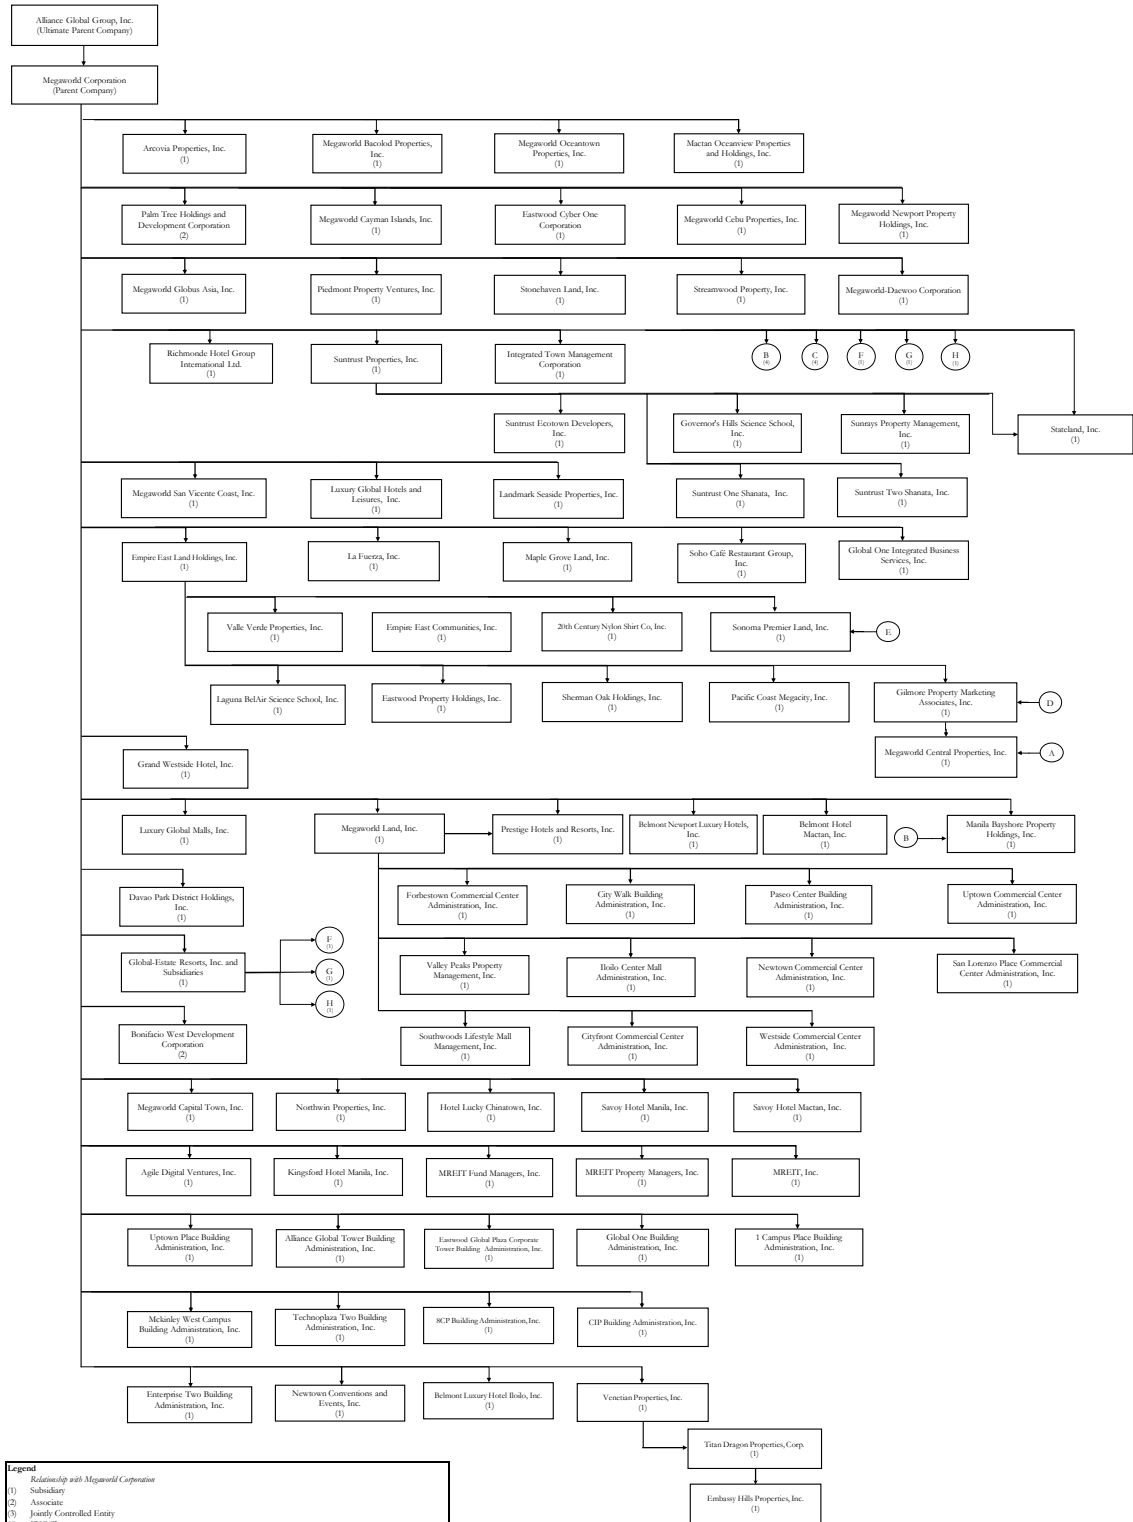 Alliance Global Group, Inc.
(Ultimate Parent Company)
Megaworld Corporation
(Parent Company)
Arcovia Properties, Inc.
(1)
Megaworld Bacolod Properties,
Inc.
(1)
Megaworld Oceantown
Properties, Inc.
(1)
Mactan Oceanview Properties
and Holdings, Inc.
(1)
Palm Tree Holdings and
Development Corporation
(2)
Megaworld Cayman Islands, Inc.
(1)
Eastwood Cyber One
Corporation
(1)
Megaworld Cebu Properties, Inc.
(1)
Megaworld Newport Property
Holdings, Inc.
(1)
Megaworld Globus Asia, Inc.
(1)
Piedmont Property Ventures, Inc.
(1)
Stonehaven Land, Inc.
(1)
Streamwood Property, Inc.
(1)
Megaworld-Daewoo Corporation
(1)
Richmonde Hotel Group
International Ltd.
(1)
Suntrust Properties, Inc.
(1)
Integrated Town Management
Corporation
(1)
B
(4)
C
(4)
F
(1)
G
(1)
H
(1)
Suntrust Ecotown Developers,
Inc.
(1)
Governor's Hills Science School,
Inc.
(1)
Sunrays Property Management,
Inc.
(1)
Stateland, Inc.
(1)
Megaworld San Vicente Coast, Inc.
(1)
Luxury Global Hotels and
Leisures, Inc.
(1)
Landmark Seaside Properties, Inc.
(1)
Suntrust One Shanata, Inc.
(1)
Suntrust Two Shanata, Inc.
(1)
Empire East Land Holdings, Inc.
(1)
La Fuerza, Inc.
(1)
Maple Grove Land, Inc.
(1)
Soho Café Restaurant Group,
Inc.
(1)
Global One Integrated Business
Services, Inc.
(1)
Valle Verde Properties, Inc.
(1)
Empire East Communities, Inc.
(1)
20th Century Nylon Shirt Co, Inc.
(1)
Sonoma Premier Land, Inc.
(1)
E
Laguna BelAir Science School, Inc.
(1)
Eastwood Property Holdings, Inc.
(1)
Sherman Oak Holdings, Inc.
(1)
Pacific Coast Megacity, Inc.
(1)
Gilmore Property Marketing
Associates, Inc.
(1)
D
Grand Westside Hotel, Inc.
(1)
Megaworld Central Properties, Inc.
(1)
A
Luxury Global Malls, Inc.
(1)
Megaworld Land, Inc.
(1)
Prestige Hotels and Resorts, Inc.
(1)
Belmont Newport Luxury Hotels,
Inc.
(1)
Belmont Hotel
Mactan, Inc.
(1)
B
Manila Bayshore Property
Holdings, Inc.
(1)
Davao Park District Holdings,
Inc.
(1)
Forbestown Commercial Center
Administration, Inc.
(1)
City Walk Building
Administration, Inc.
(1)
Paseo Center Building
Administration, Inc.
(1)
Uptown Commercial Center
Administration, Inc.
(1)
Global-Estate Resorts, Inc. and
Subsidiaries
(1)
F
(1)
G
(1)
H
(1)
Valley Peaks Property
Management, Inc.
(1)
Iloilo Center Mall
Administration, Inc.
(1)
Newtown Commercial Center
Administration, Inc.
(1)
San Lorenzo Place Commercial
Center Administration, Inc.
(1)
Bonifacio West Development
Corporation
(2)
Southwoods Lifestyle Mall
Management, Inc.
(1)
Cityfront Commercial Center
Administration, Inc.
(1)
Westside Commercial Center
Administration, Inc.
(1)
Megaworld Capital Town, Inc.
(1)
Northwin Properties, Inc.
(1)
Hotel Lucky Chinatown, Inc.
(1)
Savoy Hotel Manila, Inc.
(1)
Savoy Hotel Mactan, Inc.
(1)
Agile Digital Ventures, Inc.
(1)
Kingsford Hotel Manila, Inc.
(1)
MREIT Fund Managers, Inc.
(1)
MREIT Property Managers, Inc.
(1)
MREIT, Inc.
(1)
Uptown Place Building
Administration, Inc.
(1)
Alliance Global Tower Building
Administration, Inc.
(1)
Eastwood Global Plaza Corporate
Tower Building Administration, Inc.
(1)
Global One Building
Administration, Inc.
(1)
1 Campus Place Building
Administration, Inc.
(1)
Mckinley West Campus
Building Administration, Inc.
(1)
Technoplaza Two Building
Administration, Inc.
(1)
8CP Building Administration, Inc.
(1)
CIP Building Administration, Inc.
(1)
Enterprise Two Building
Administration, Inc.
(1)
Newtown Conventions and
Events, Inc.
(1)
Belmont Luxury Hotel Iloilo, Inc.
(1)
Venetian Properties, Inc.
(1)
Titan Dragon Properties, Corp.
(1)
Embassy Hills Properties, Inc.
(1)
Legend
Relationship with Megaworld Corporation
(1) Subsidiary
(2) Associate
(3) Jointly Controlled Entity